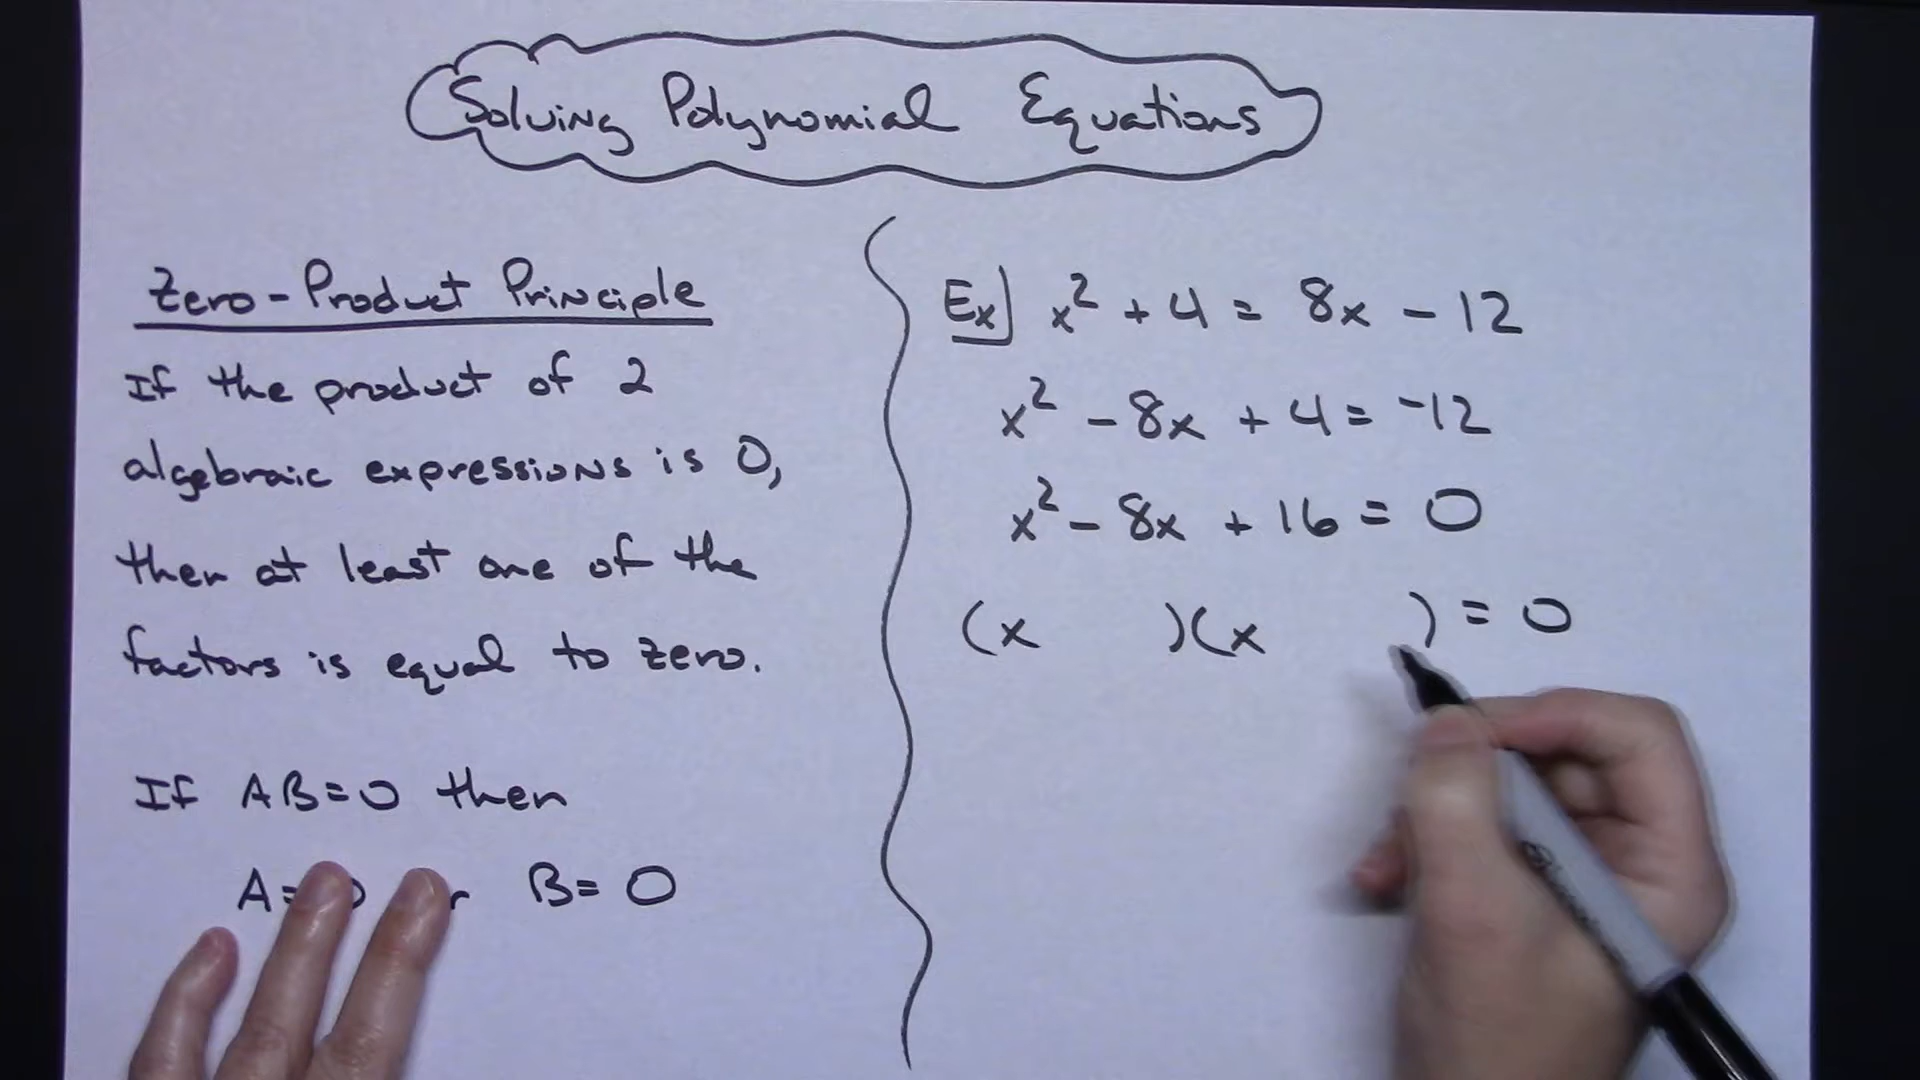 Solving Polynomial Equations
Zero-Product Principle
If the product of 2
algebraic expressions is 0,
then at least one of the
factors is equal to zero.
If AB=0 then
A= B= 0
Ex) x² + 4 = 8x - 12
x² - 8x + 4 = -12
x² - 8x + 16 = 0
(x )(x ) = 0